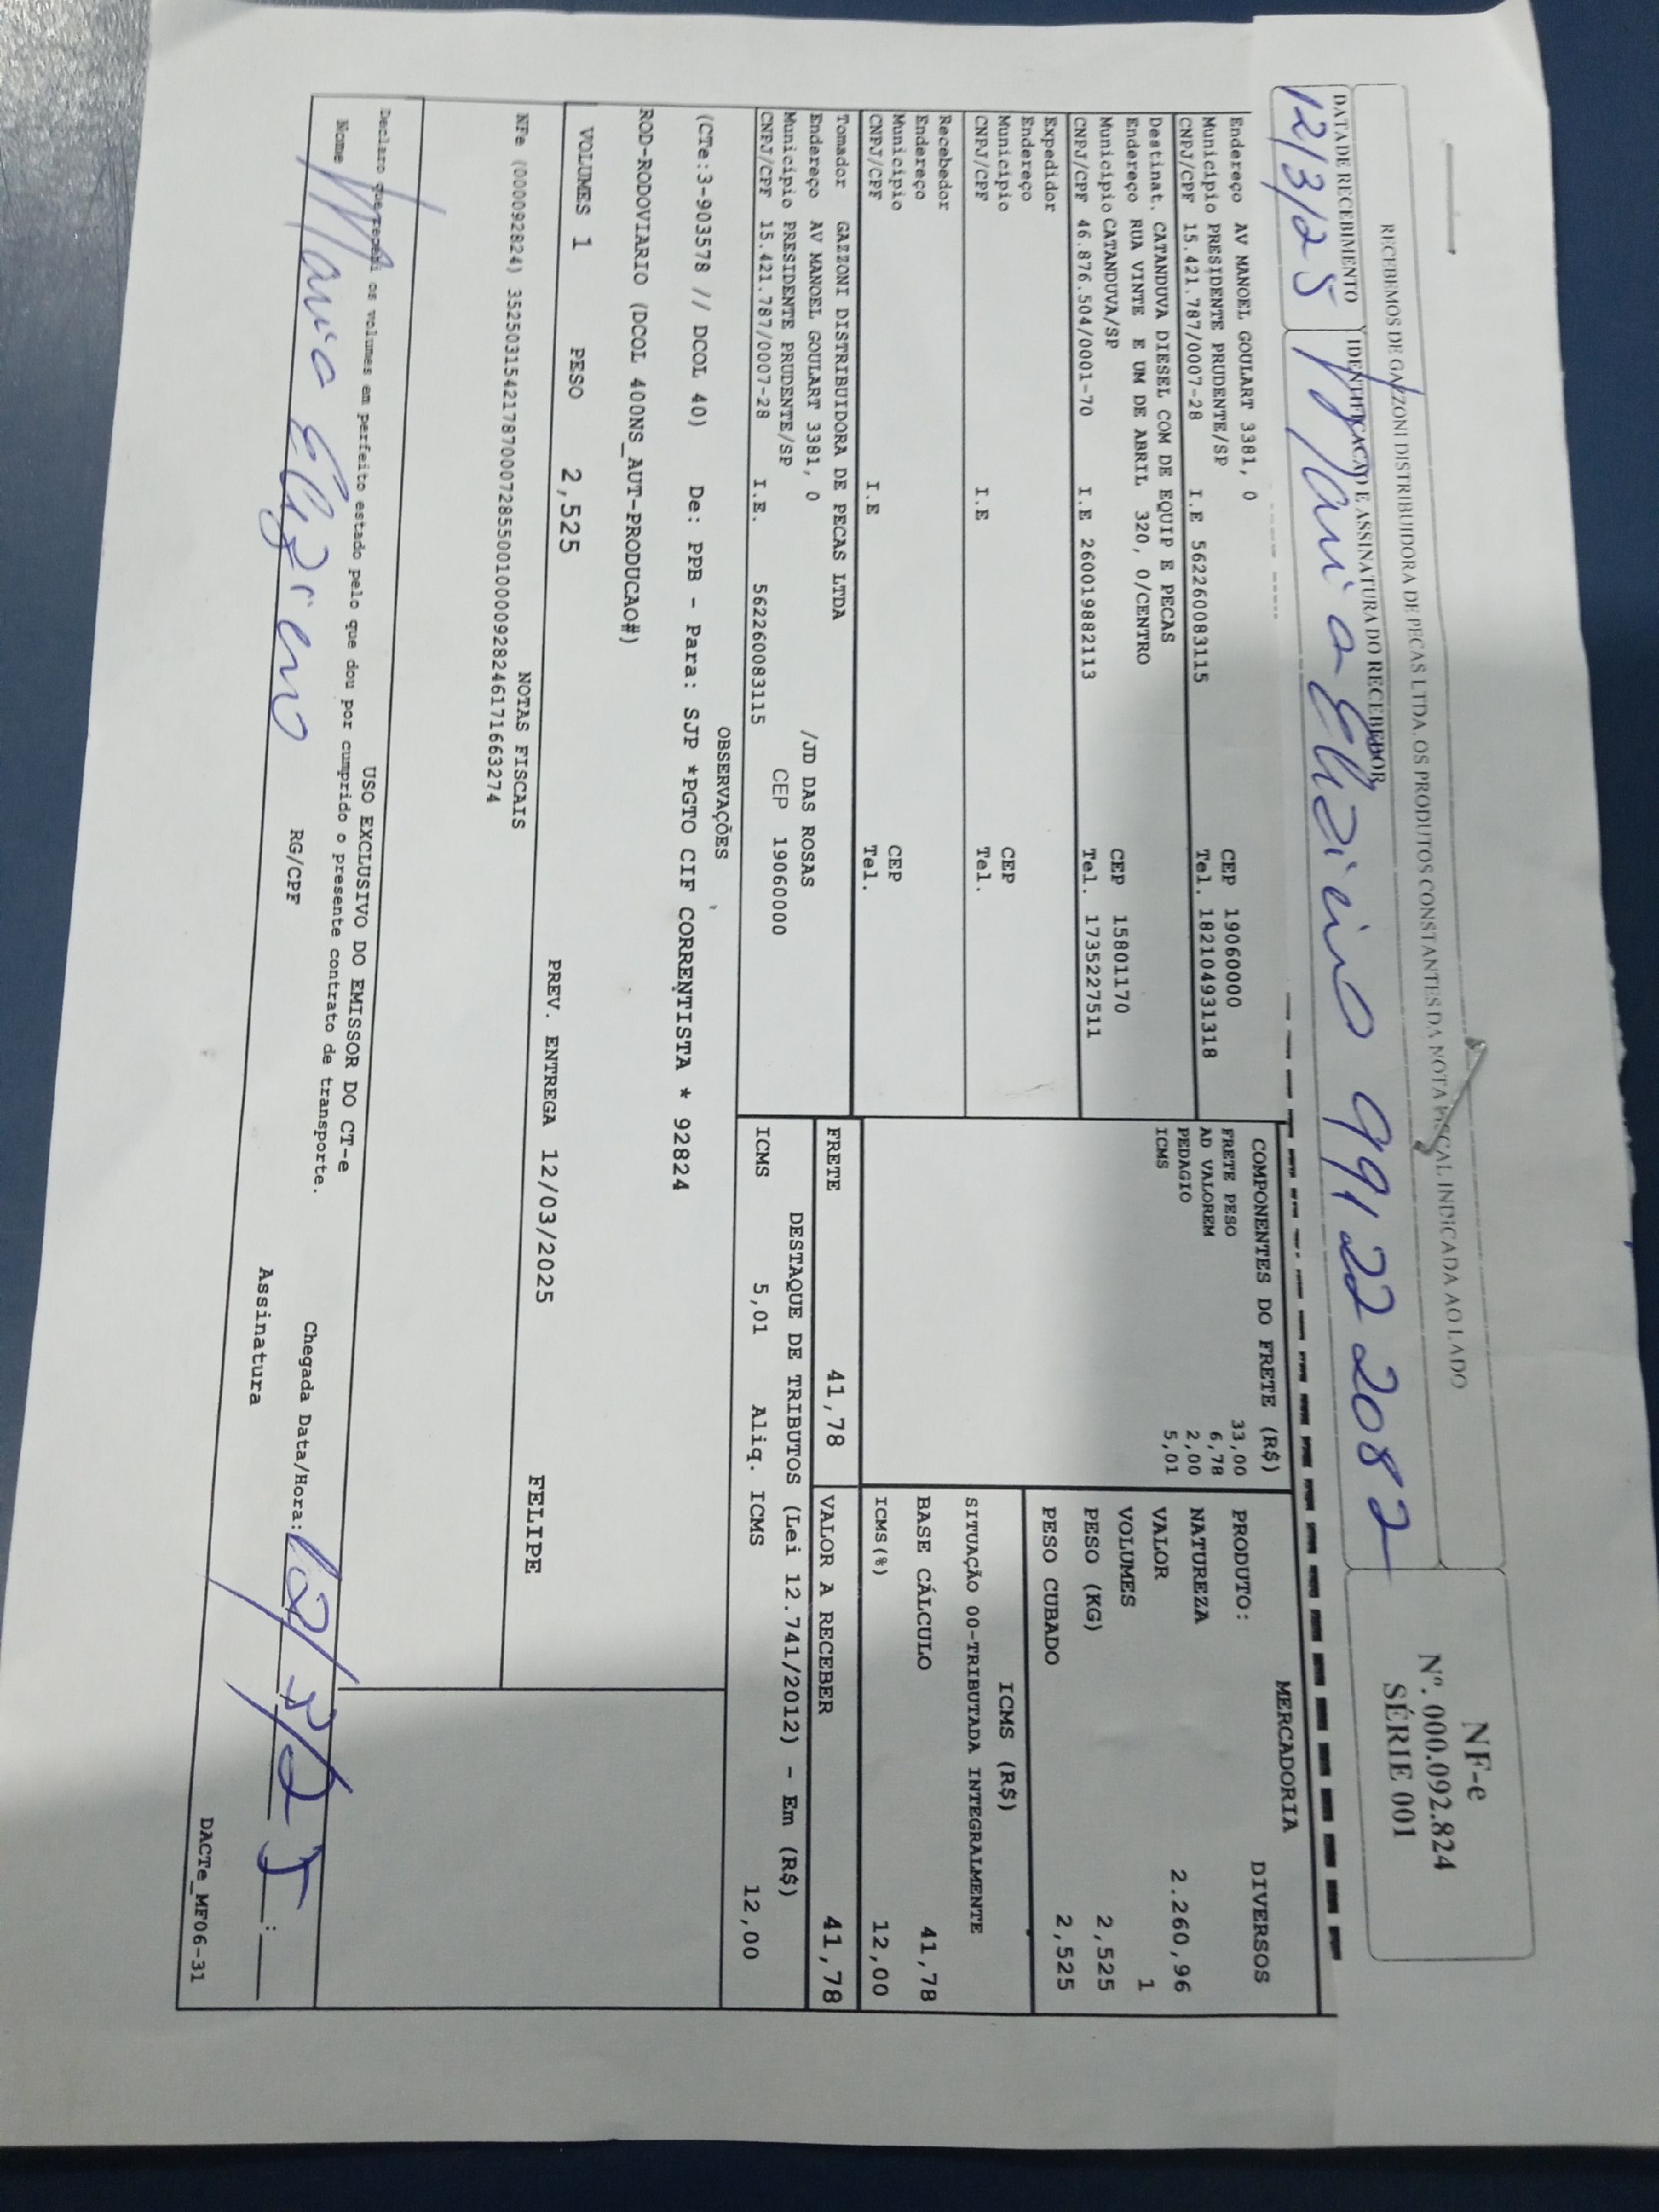 RECEBEMOS DE GAZZONI DISTRIBUIDORA DE PECAS LTDA, OS PRODUTOS CONSTANTES DA NOTA FISCAL INDICADA AO LADO
DATA DE RECEBIMENTO
IDENTIFICAÇÃO E ASSINATURA DO RECEBEDOR
12/3/25
991222082
NF-e
Nº. 000.092.824
SÉRIE 001
Endereço AV MANOEL GOULART 3381, 0
Município PRESIDENTE PRUDENTE/SP CEP 19060000
CNPJ/CPF 15.421.787/0007-28 I.E 562260083115 Tel. 18210493​1318
Destinat. CATANDUVA DIESEL COM DE EQUIP E PECAS
Endereço RUA VINTE E UM DE ABRIL 320, 0/CENTRO
Município CATANDUVA/SP CEP 15801170
CNPJ/CPF 46.876.504/0001-70 I.E 260019882113 Tel. 1735227511
Expedidor
Endereço
Município CEP
CNPJ/CPF I.E Tel.
Recebedor
Endereço
Município CEP
CNPJ/CPF I.E Tel.
COMPONENTES DO FRETE (R$)
FRETE PESO 33,00
AD VALOREM 6,78
PEDAGIO 2,00
ICMS 5,01
MERCADORIA
PRODUTO: DIVERSOS
NATUREZA
VALOR 2.260,96
VOLUMES 1
PESO (KG) 2,525
PESO CUBADO 2,525
ICMS (R$)
SITUAÇÃO 00-TRIBUTADA INTEGRALMENTE
BASE CÁLCULO 41,78
ICMS(%) 12,00
Tomador GAZZONI DISTRIBUIDORA DE PECAS LTDA
Endereço AV MANOEL GOULART 3381, 0 /JD DAS ROSAS
Município PRESIDENTE PRUDENTE/SP CEP 19060000
CNPJ/CPF 15.421.787/0007-28 I.E. 562260083115
FRETE 41,78 VALOR A RECEBER 41,78
DESTAQUE DE TRIBUTOS (Lei 12.741/2012) - Em (R$)
ICMS 5,01 Aliq. ICMS 12,00
OBSERVAÇÕES
(CTe:3-903578 // DCOL 40) De: PPB - Para: SJP *PGTO CIF CORRENTISTA * 92824
ROD-RODOVIARIO (DCOL 400NS_AUT-PRODUCAO#)
VOLUMES 1 PESO 2,525 PREV. ENTREGA 12/03/2025 FELIPE
NOTAS FISCAIS
NFe (000092824) 35250315421787000728550010000928246171663274
USO EXCLUSIVO DO EMISSOR DO CT-e
Declaro que recebi os volumes em perfeito estado pelo que dou por cumprido o presente contrato de transporte.
Nome RG/CPF Assinatura Chegada Data/Hora: 12/3/25 __:__
DACTe_MF06-31